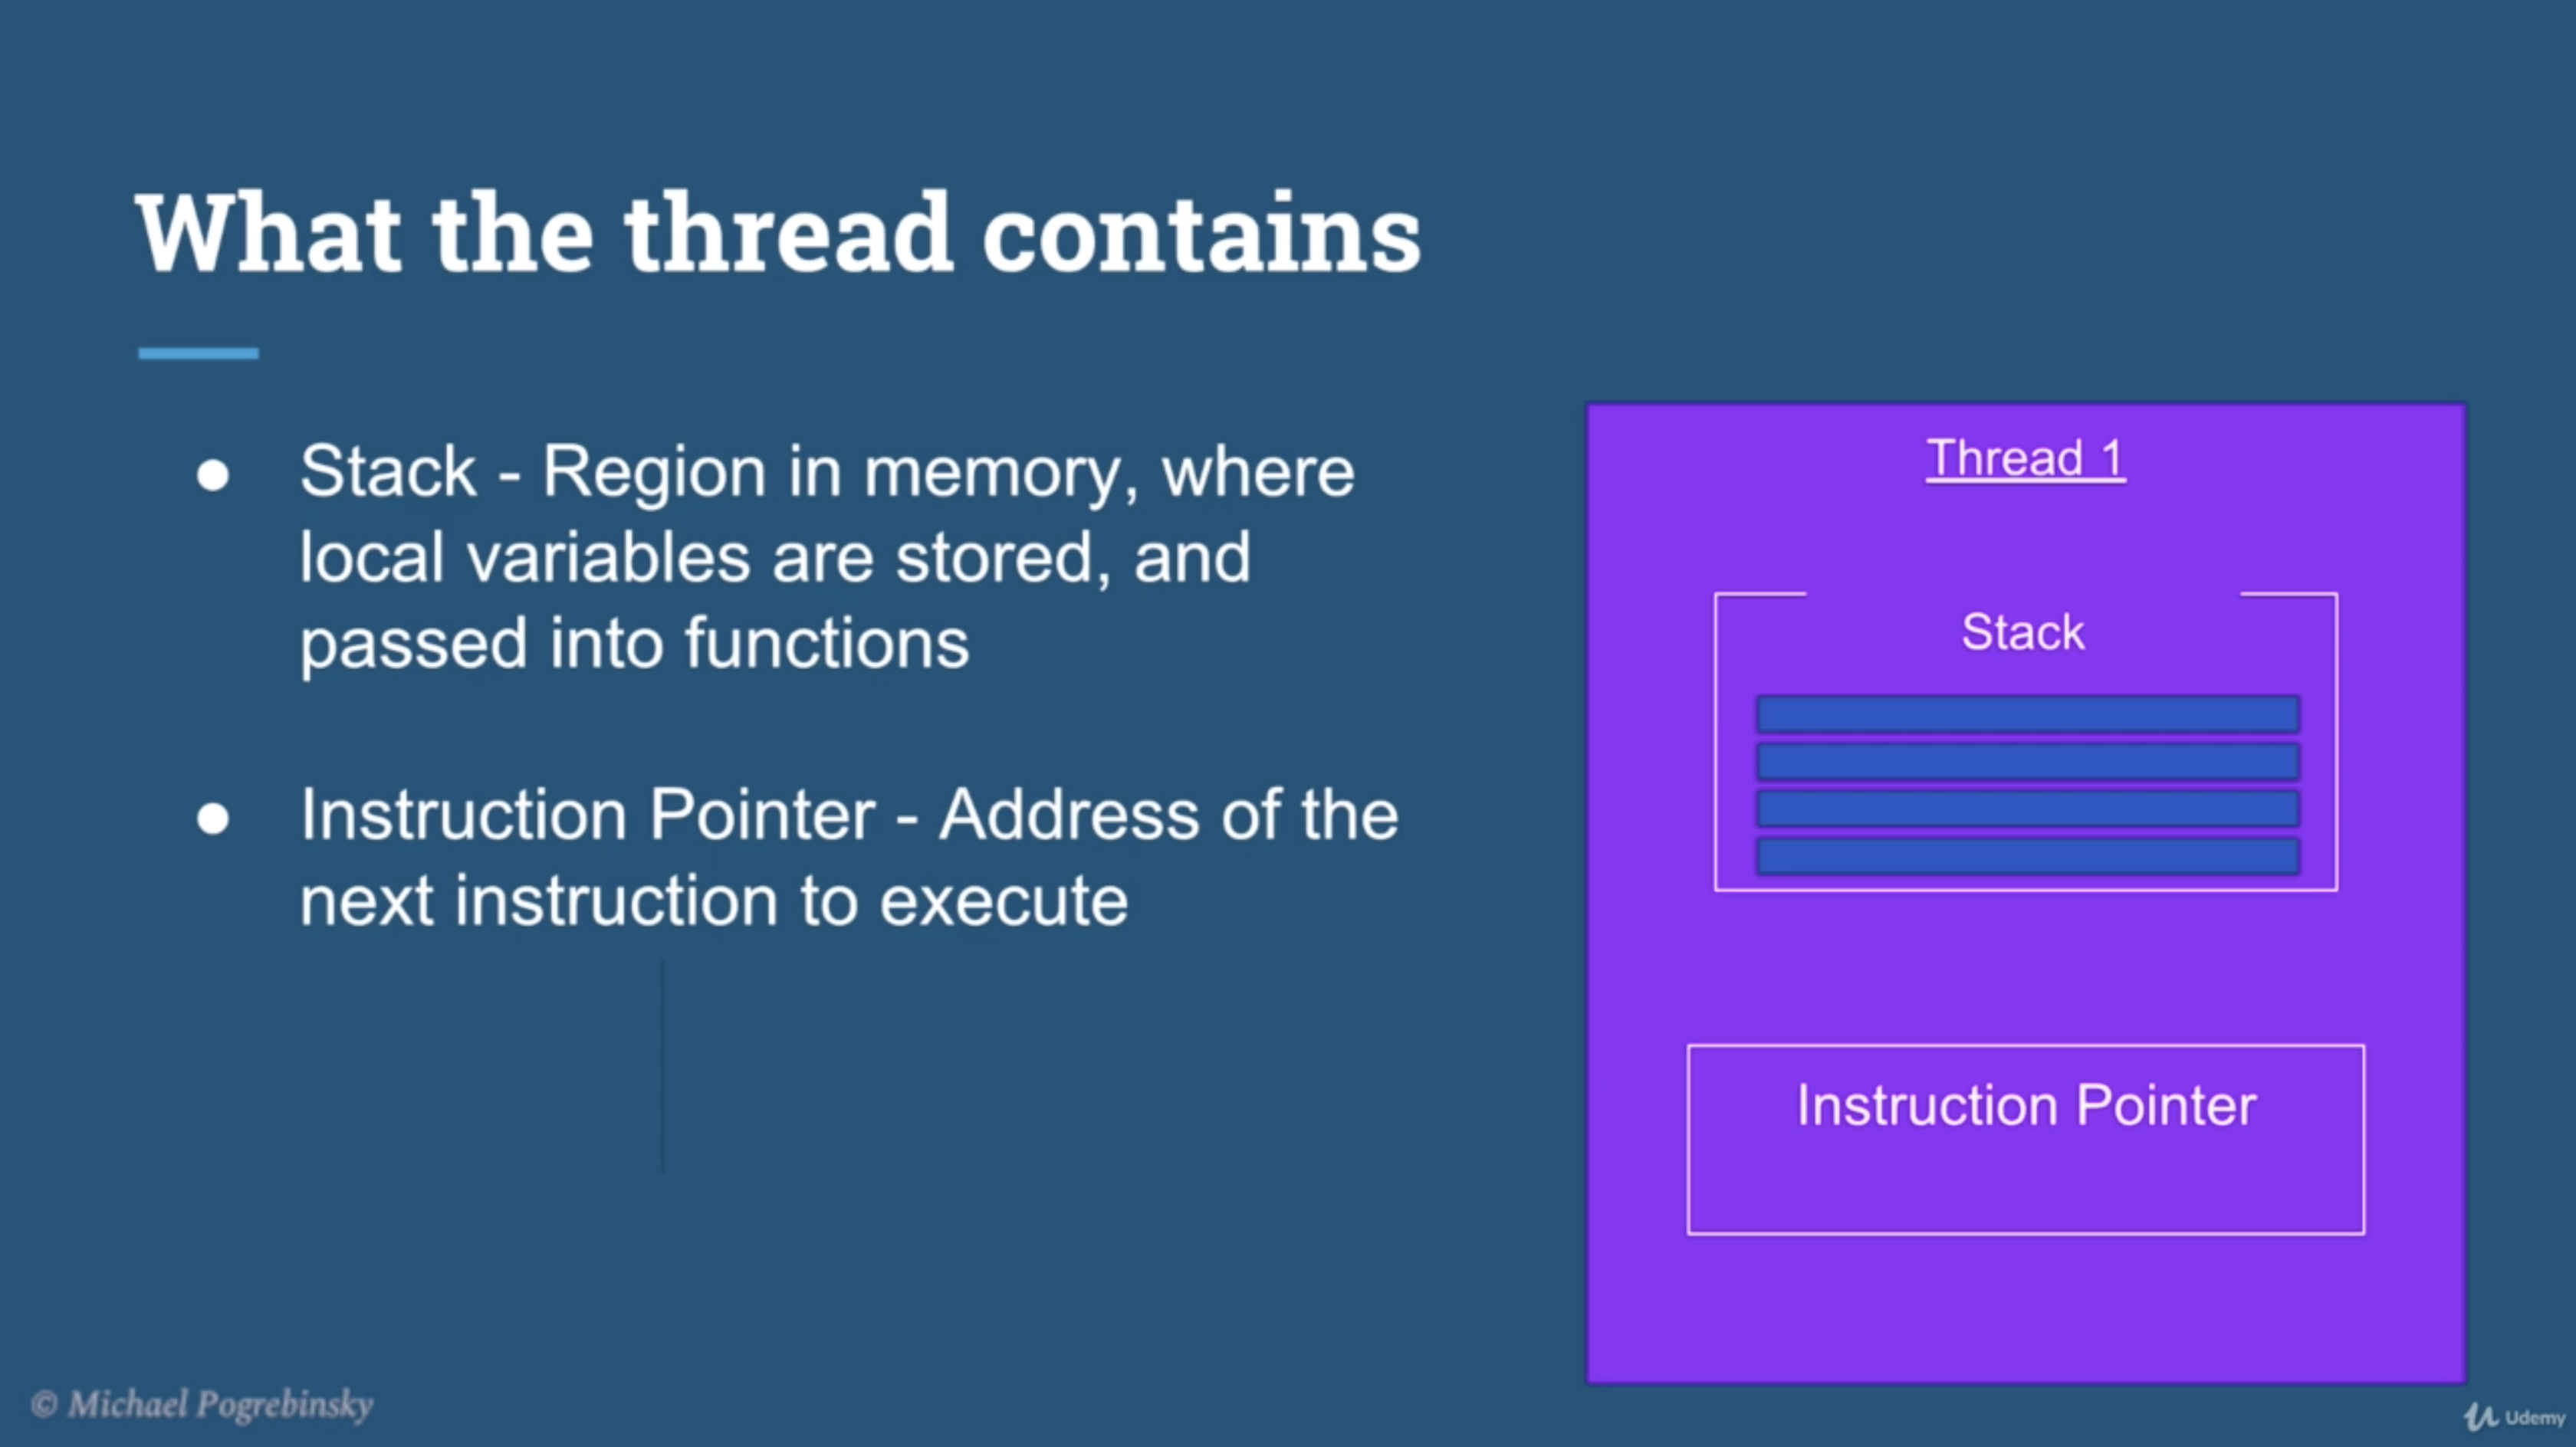 What the thread contains
● Stack - Region in memory, where
local variables are stored, and
passed into functions
● Instruction Pointer - Address of the
next instruction to execute
Thread 1
Stack
Instruction Pointer
© Michael Pogrebinsky
Udemy